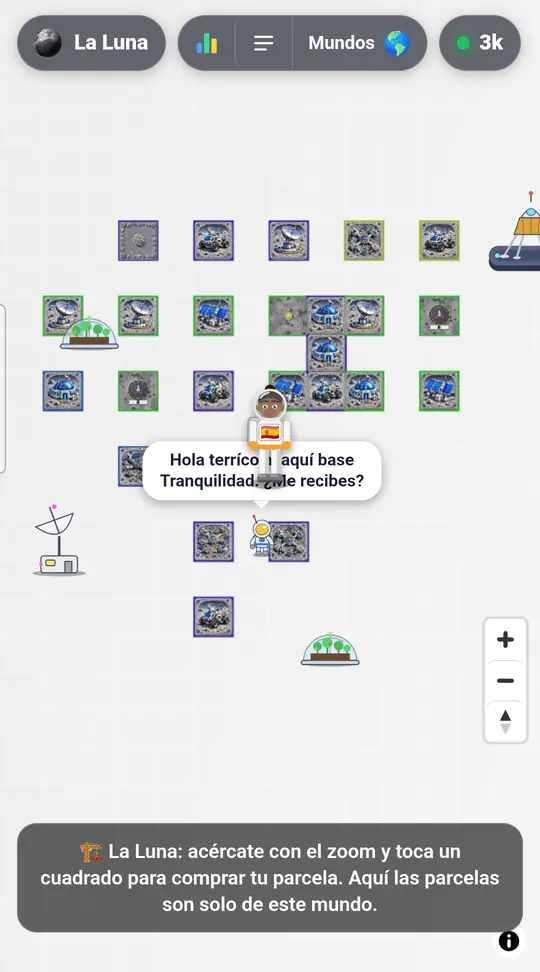 La Luna
Mundos
3k
Hola terríco aquí base
Tranquilidad. ¿Me recibes?
🏗️ La Luna: acércate con el zoom y toca un
cuadrado para comprar tu parcela. Aquí las parcelas
son solo de este mundo.